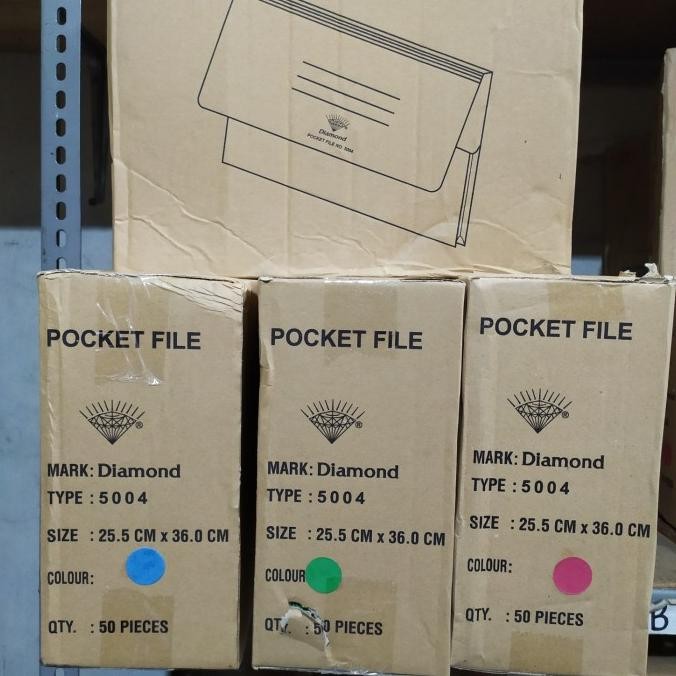 Diamond
POCKET FILE NO 5004
POCKET FILE
®
MARK: Diamond
TYPE : 5004
SIZE : 25.5 CM x 36.0 CM
COLOUR:
QTY. : 50 PIECES
POCKET FILE
®
MARK: Diamond
TYPE : 5004
SIZE : 25.5 CM x 36.0 CM
COLOUR
QTY. : 50 PIECES
POCKET FILE
®
MARK: Diamond
TYPE : 5004
SIZE : 25.5 CM x 36.0 CM
COLOUR:
QTY. : 50 PIECES
B